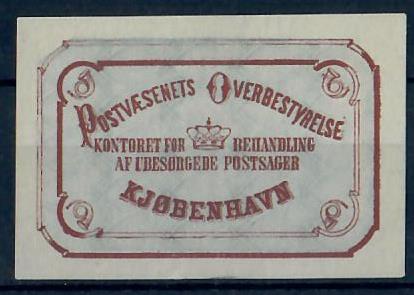 POSTVÆSENETS OVERBESTYRELSE
KONTORET FOR BEHANDLING
AF UBESØRGEDE POSTSAGER
KJØBENHAVN